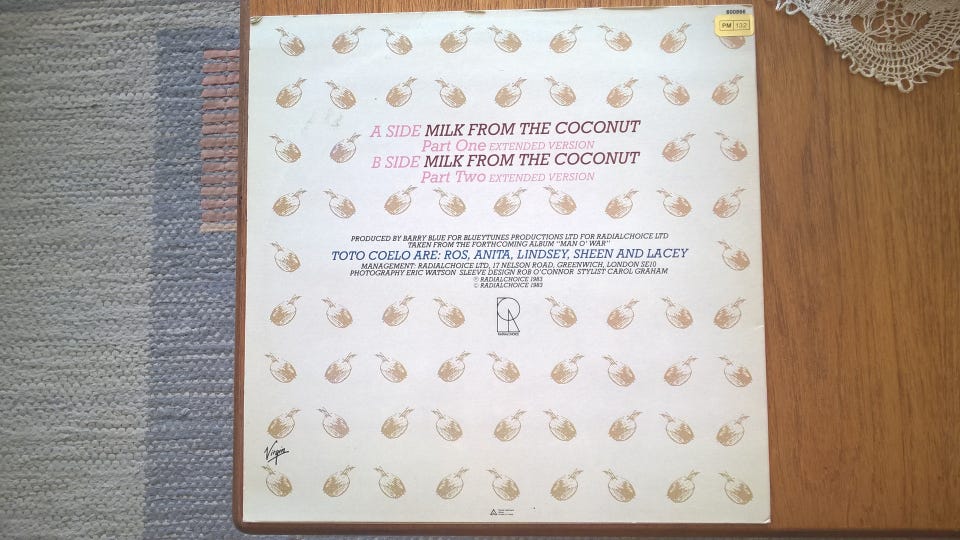 600866
PM 132
A SIDE MILK FROM THE COCONUT
Part One EXTENDED VERSION
B SIDE MILK FROM THE COCONUT
Part Two EXTENDED VERSION
PRODUCED BY BARRY BLUE FOR BLUEYTUNES PRODUCTIONS LTD FOR RADIALCHOICE LTD
TAKEN FROM THE FORTHCOMING ALBUM "MAN O' WAR"
TOTO COELO ARE: ROS, ANITA, LINDSEY, SHEEN AND LACEY
MANAGEMENT: RADIALCHOICE, 17 NELSON ROAD, GREENWICH, LONDON SE10
PHOTOGRAPHY ERIC WATSON SLEEVE DESIGN ROB O'CONNOR STYLIST CAROL GRAHAM
℗ RADIALCHOICE 1983
© RADIALCHOICE 1983
RADIALCHOICE
Virgin